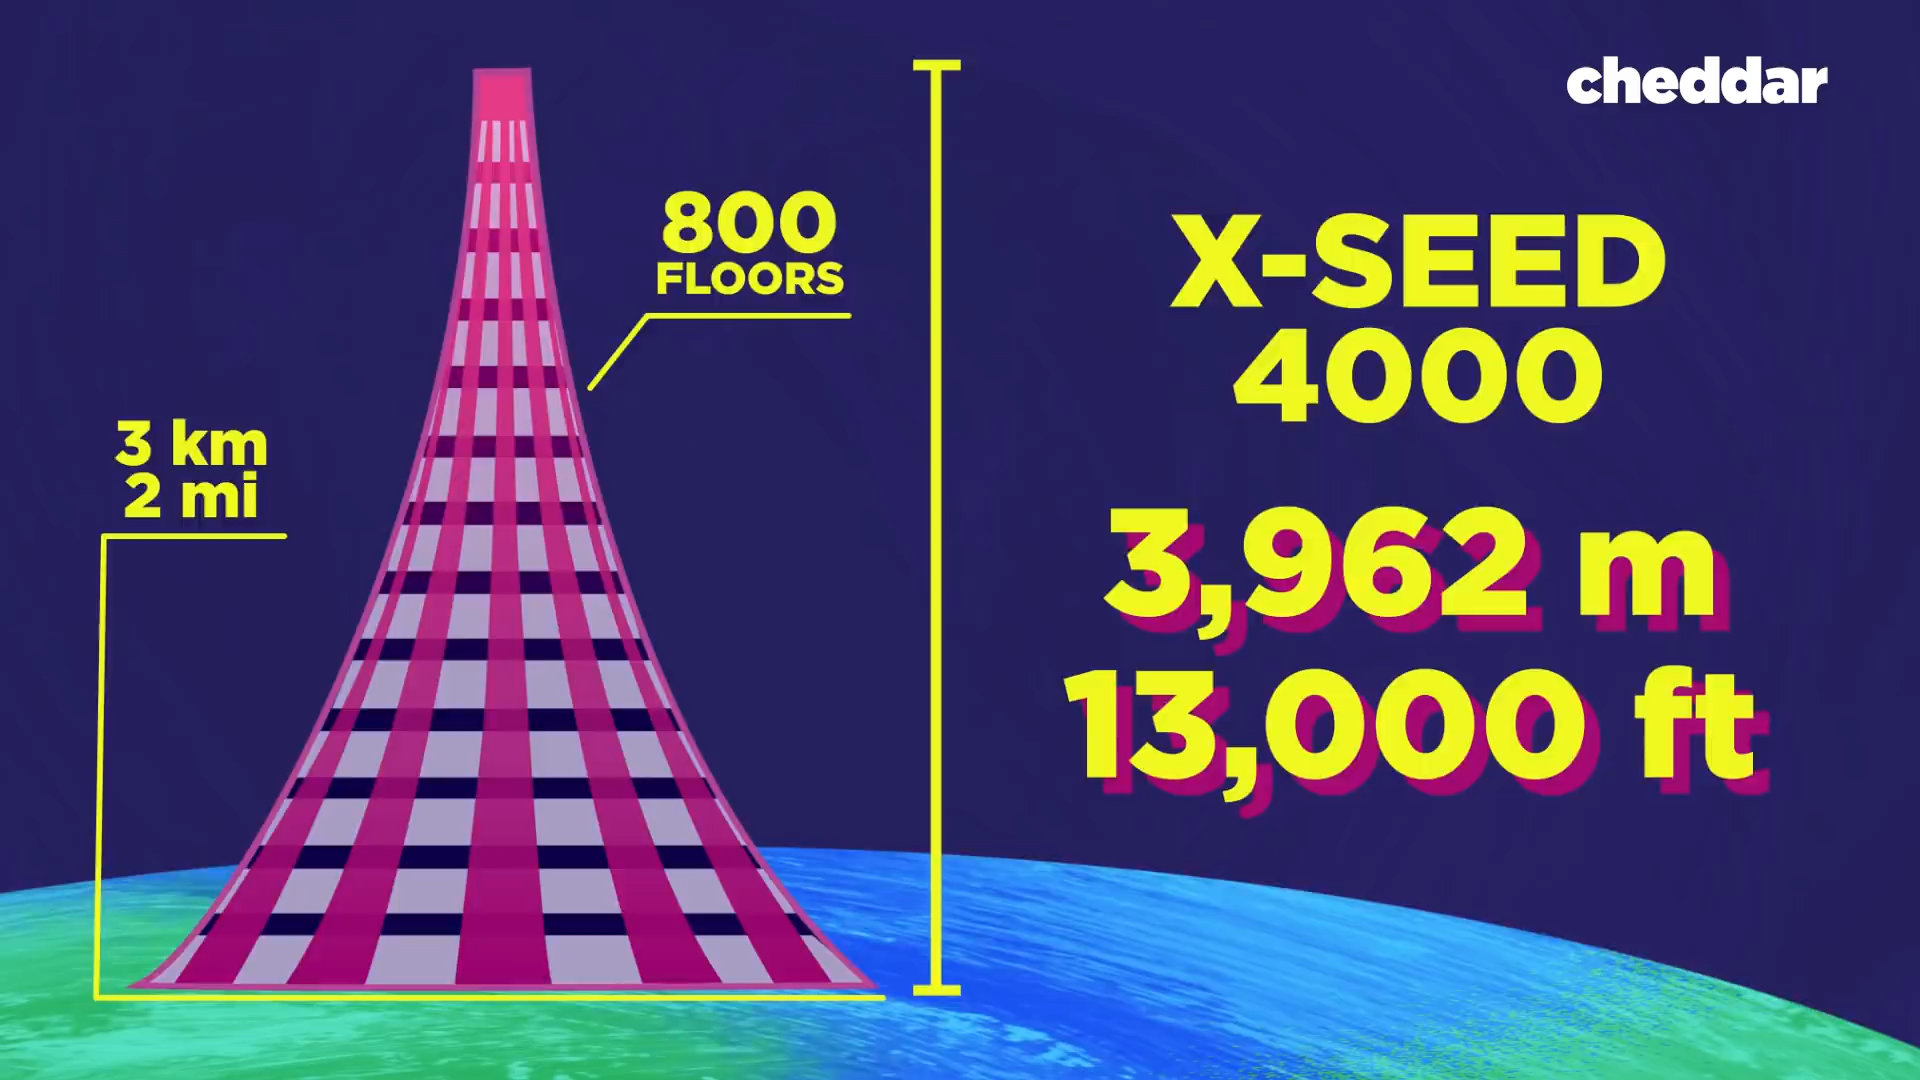 cheddar
800
FLOORS
3 km
2 mi
X-SEED
4000
3,962 m
13,000 ft